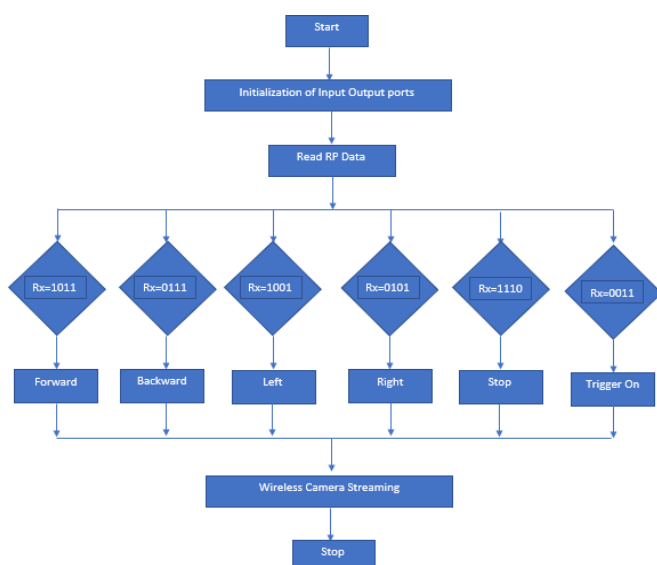 Start
Initialization of Input Output ports
Read RP Data
Rx=1011
Rx=0111
Rx=1001
Rx=0101
Rx=1110
Rx=0011
Forward
Backward
Left
Right
Stop
Trigger On
Wireless Camera Streaming
Stop